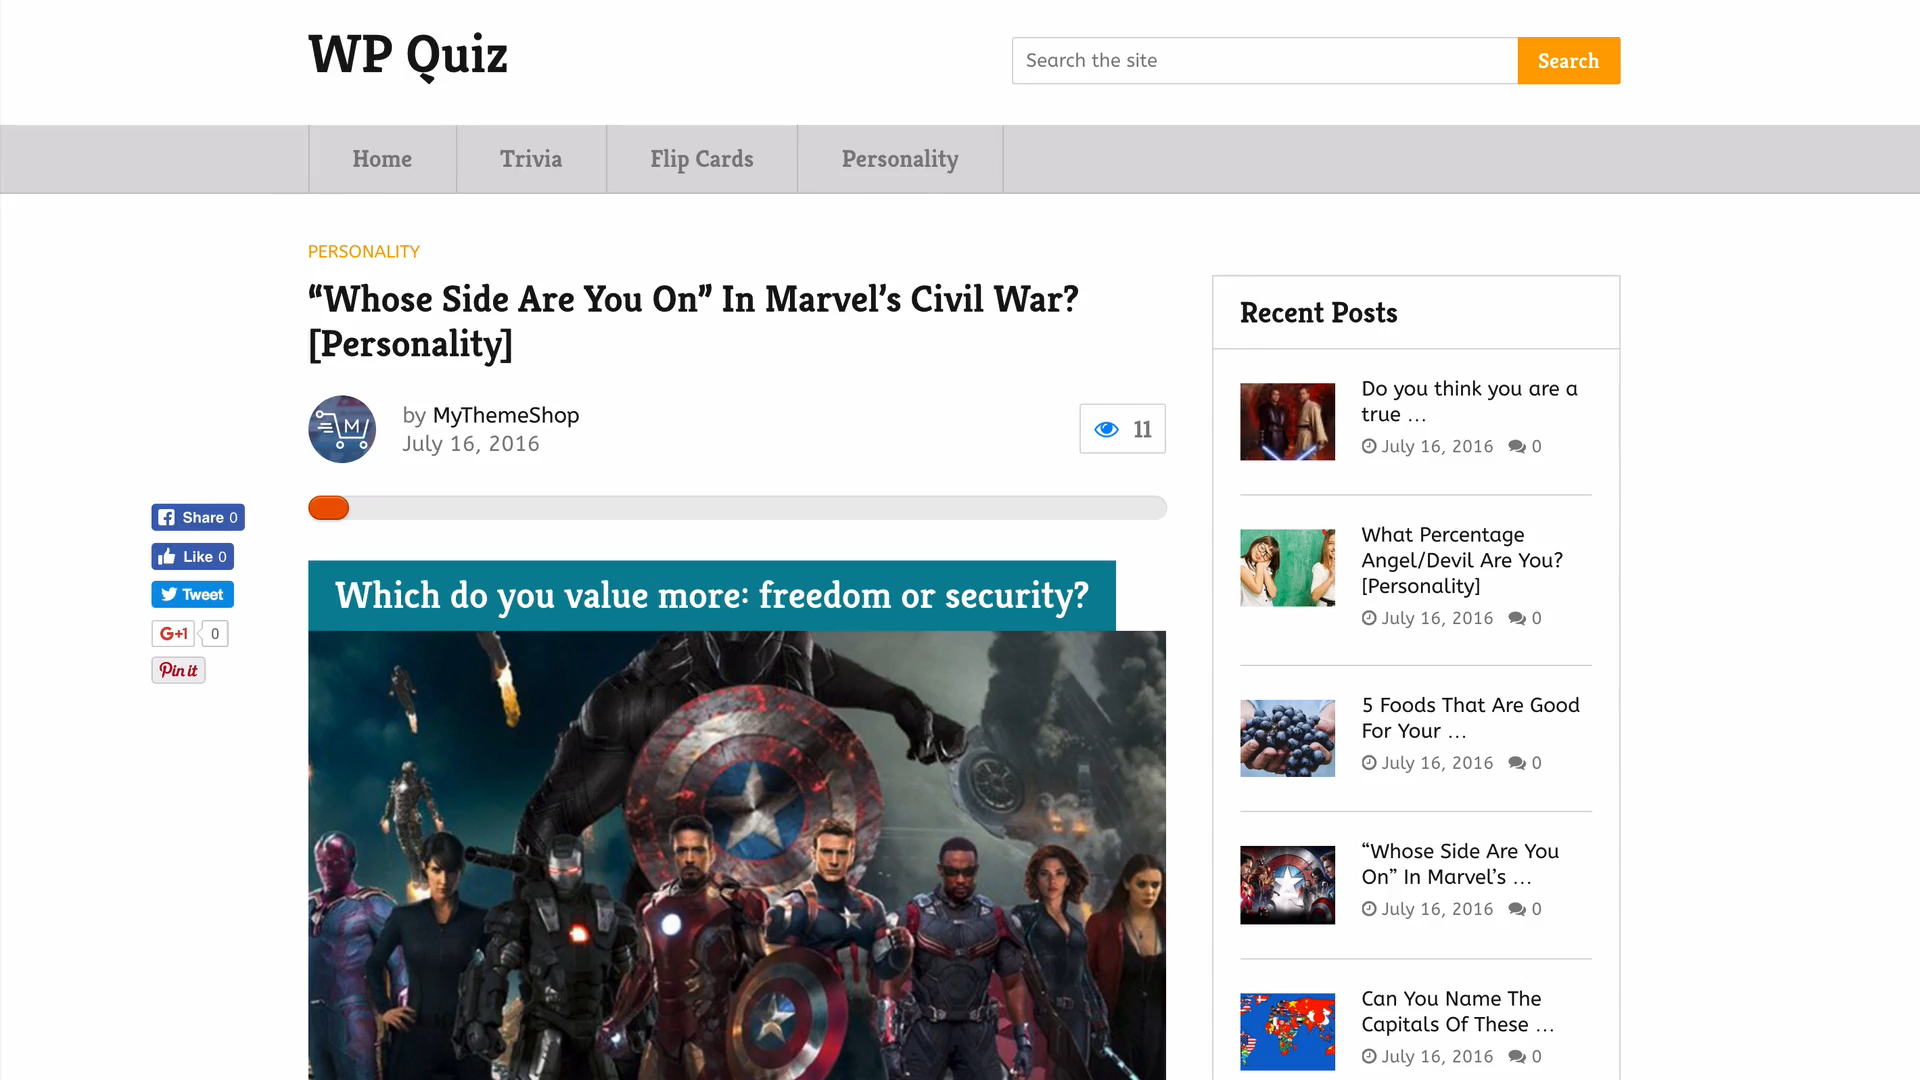 WP Quiz
Search the site
Search
Home
Trivia
Flip Cards
Personality
PERSONALITY
“Whose Side Are You On” In Marvel’s Civil War?
[Personality]
M
by MyThemeShop
July 16, 2016
11
Share 0
Like 0
Tweet
G+1
0
Pin it
Which do you value more: freedom or security?
Recent Posts
Do you think you are a
true ...
July 16, 2016 0
What Percentage
Angel/Devil Are You?
[Personality]
July 16, 2016 0
5 Foods That Are Good
For Your ...
July 16, 2016 0
“Whose Side Are You
On” In Marvel’s ...
July 16, 2016 0
Can You Name The
Capitals Of These ...
July 16, 2016 0